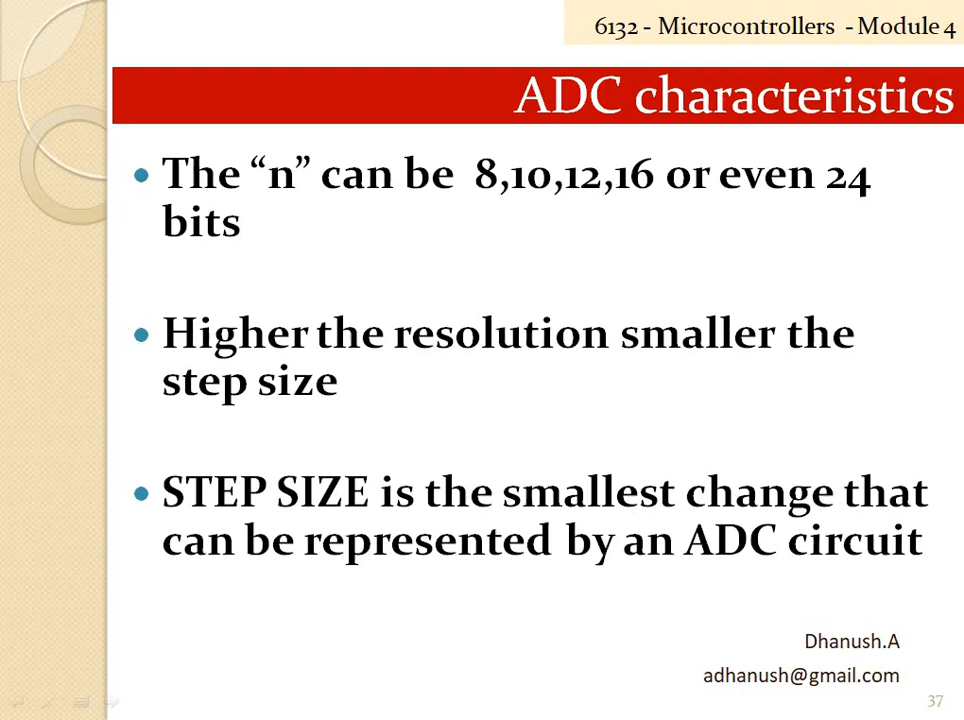 6132 - Microcontrollers - Module 4
ADC characteristics
• The “n” can be 8,10,12,16 or even 24
bits
• Higher the resolution smaller the
step size
• STEP SIZE is the smallest change that
can be represented by an ADC circuit
Dhanush.A
adhanush@gmail.com
37